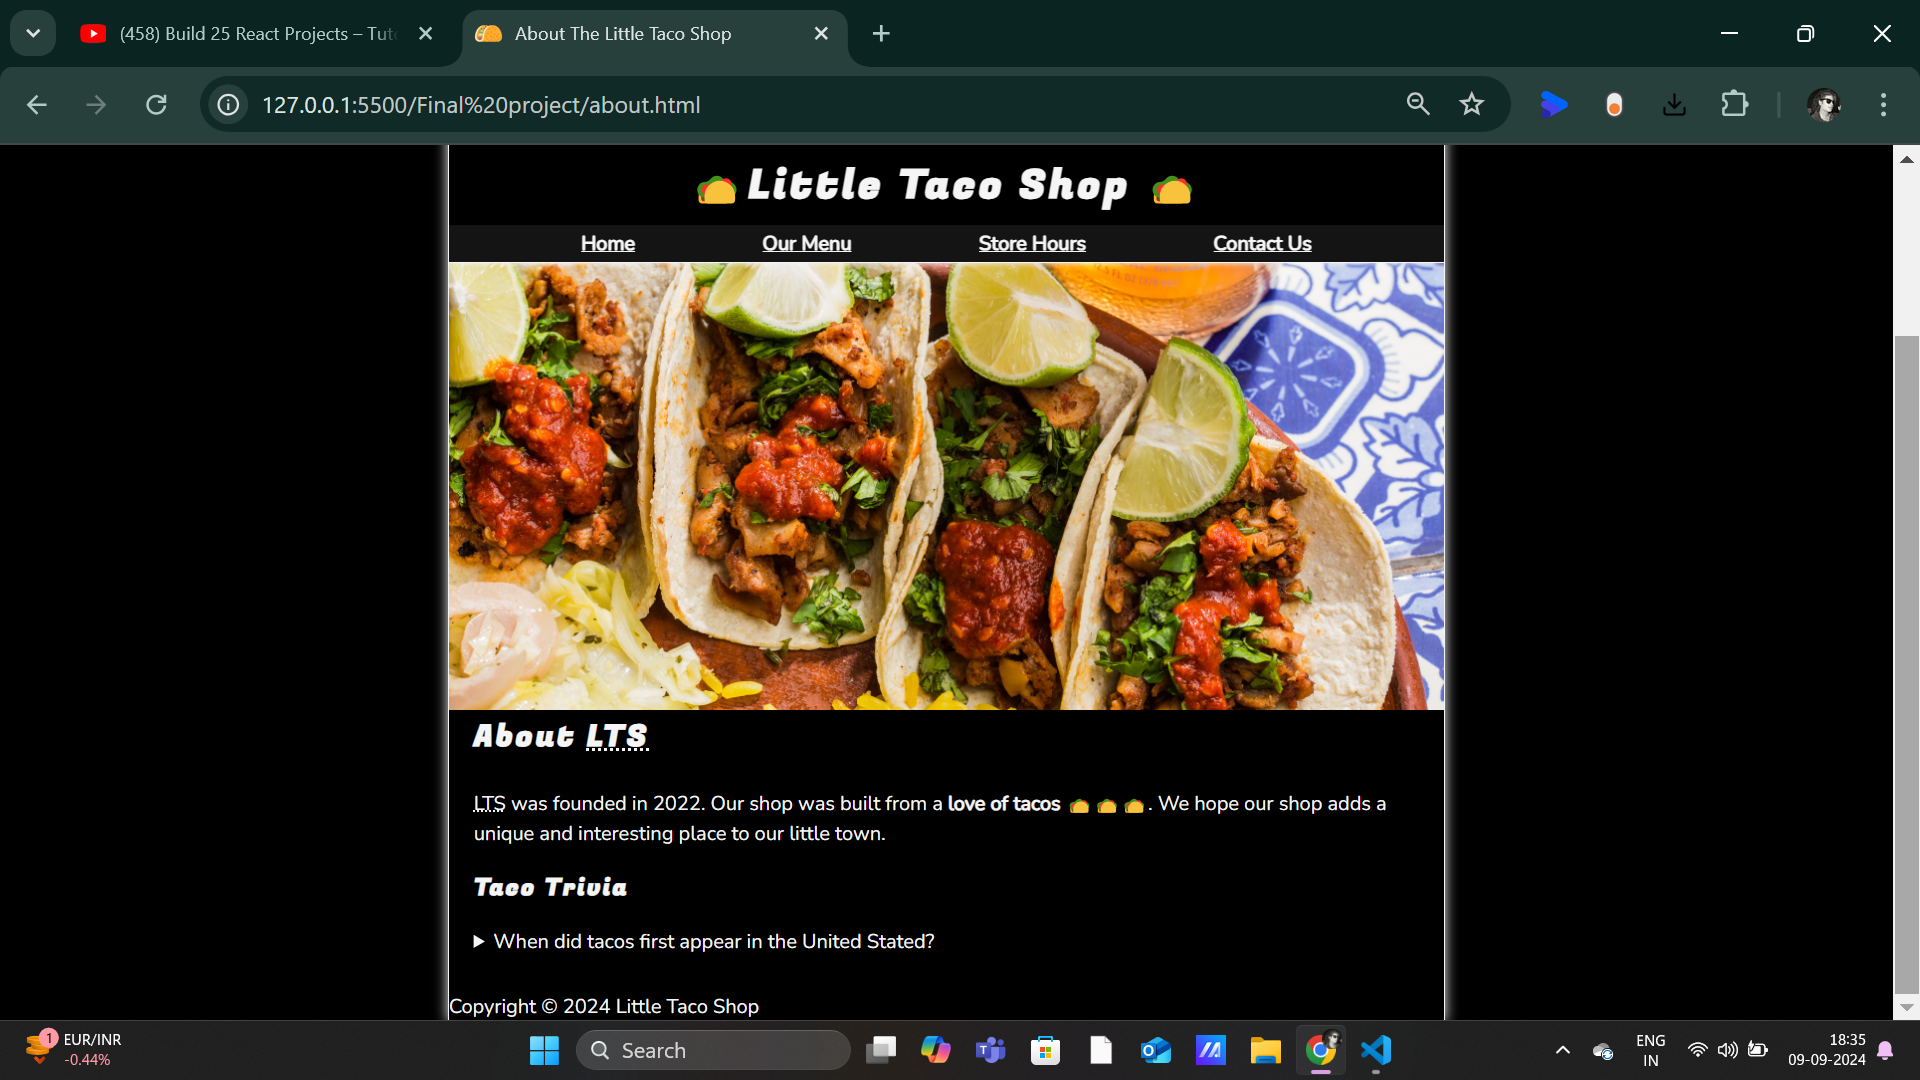 (458) Build 25 React Projects – Tuto
About The Little Taco Shop
127.0.0.1:5500/Final%20project/about.html
Little Taco Shop
Home
Our Menu
Store Hours
Contact Us
About LTS
LTS was founded in 2022. Our shop was built from a love of tacos 🌮 🌮 🌮. We hope our shop adds a
unique and interesting place to our little town.
Taco Trivia
When did tacos first appear in the United Stated?
Copyright © 2024 Little Taco Shop
1
EUR/INR
-0.44%
Search
ENG
IN
18:35
09-09-2024